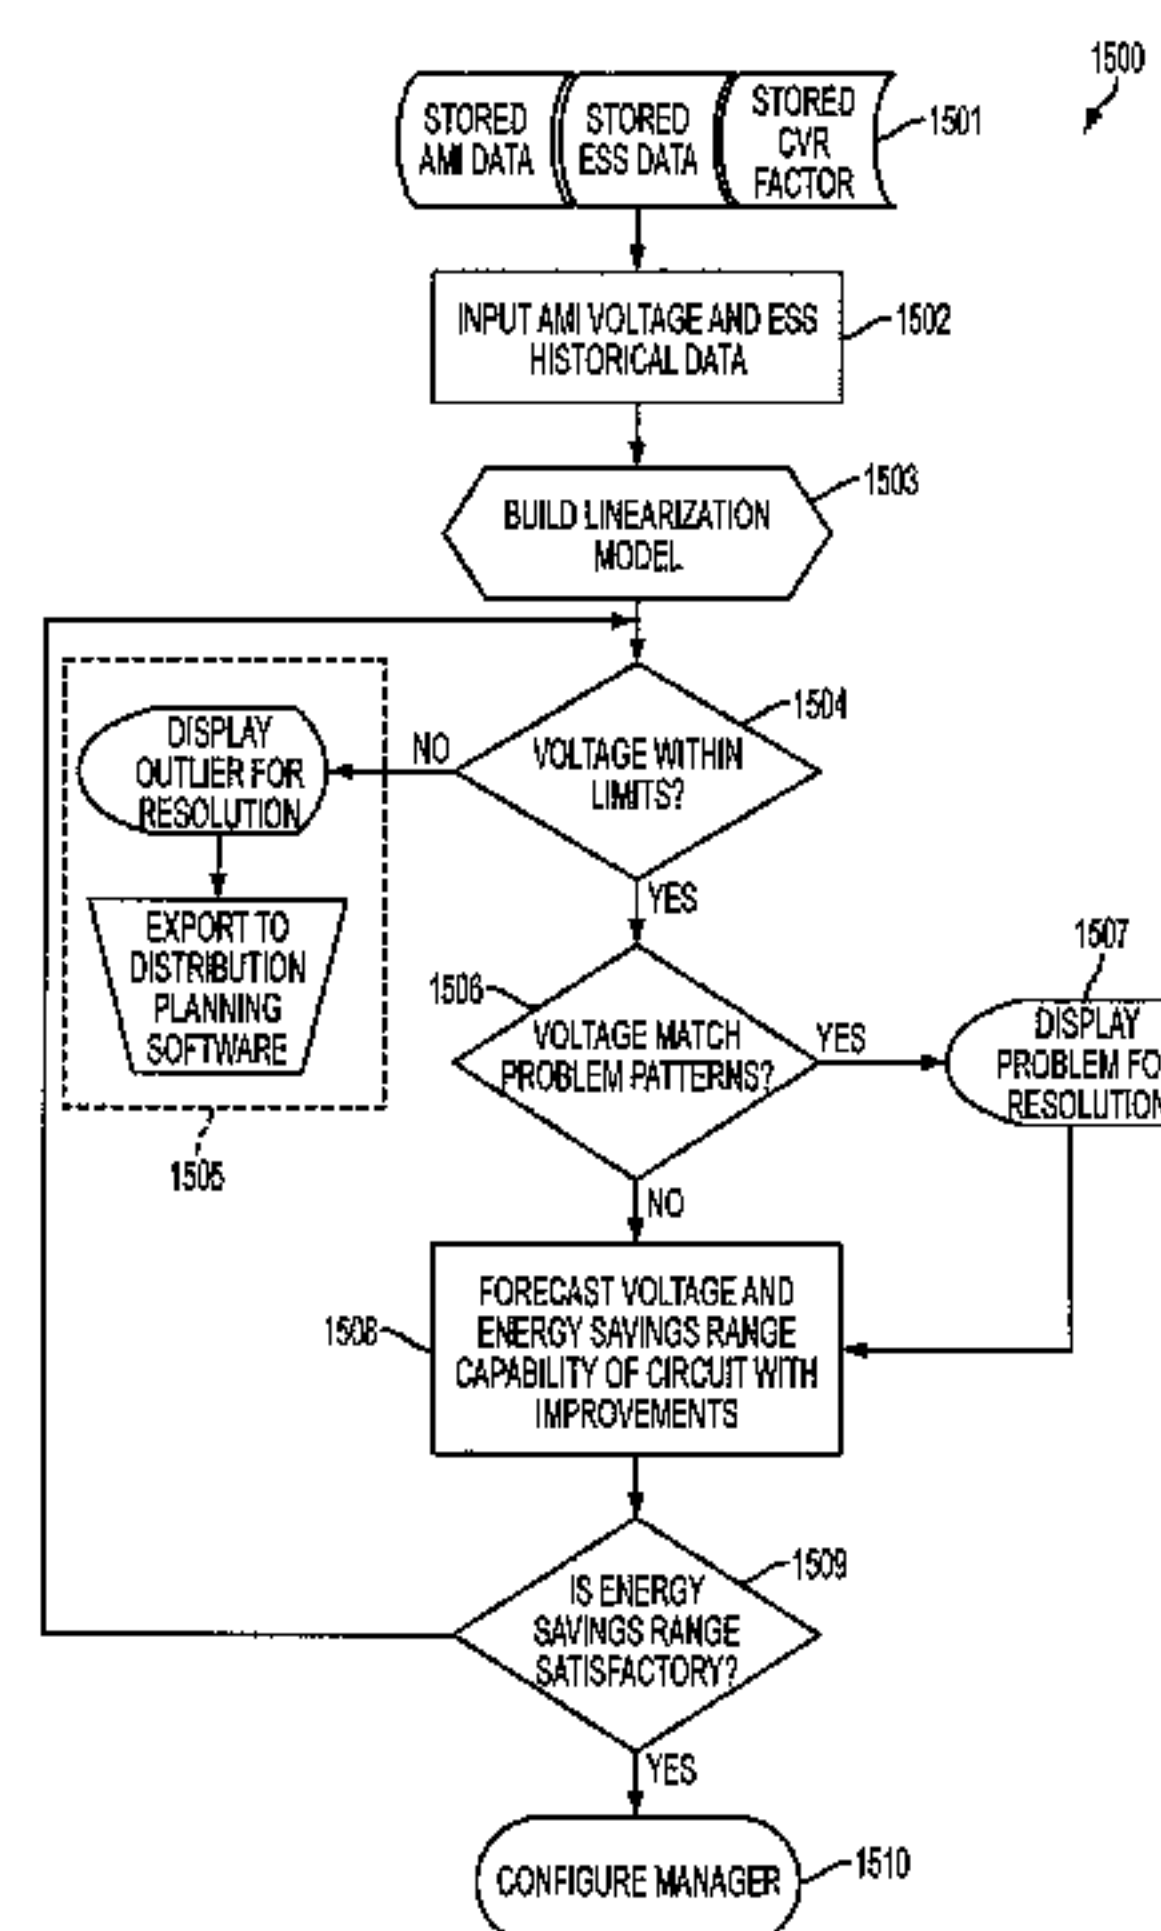 1500
STORED
AMI DATA
STORED
ESS DATA
STORED
CVR
FACTOR
1501
INPUT AMI VOLTAGE AND ESS
HISTORICAL DATA
1502
BUILD LINEARIZATION
MODEL
1503
VOLTAGE WITHIN
LIMITS?
1504
NO
DISPLAY
OUTLIER FOR
RESOLUTION
EXPORT TO
DISTRIBUTION
PLANNING
SOFTWARE
1505
YES
1506
VOLTAGE MATCH
PROBLEM PATTERNS?
YES
1507
DISPLAY
PROBLEM FO
RESOLUTION
NO
1508
FORECAST VOLTAGE AND
ENERGY SAVINGS RANGE
CAPABILITY OF CIRCUIT WITH
IMPROVEMENTS
1509
IS ENERGY
SAVINGS RANGE
SATISFACTORY?
YES
CONFIGURE MANAGER
1510